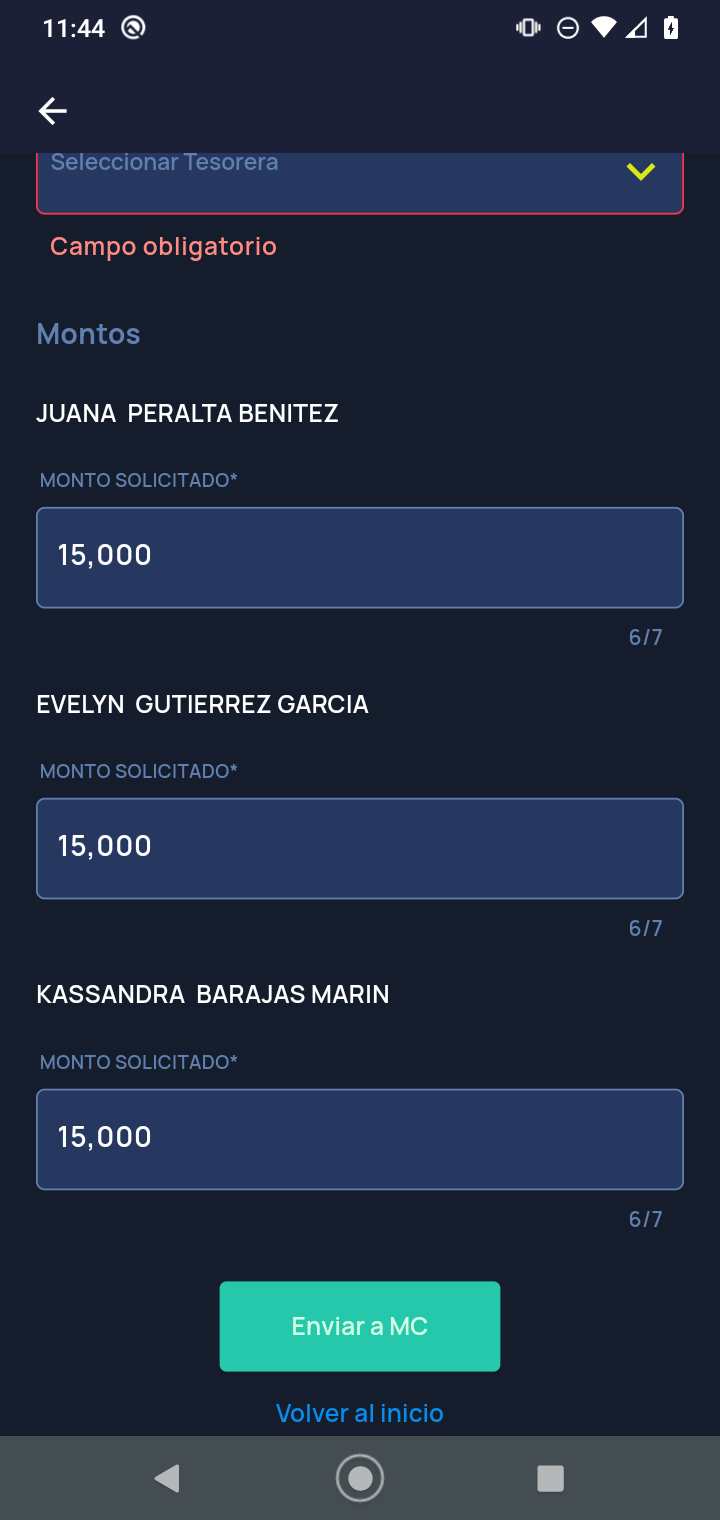 11:44
Seleccionar Tesorera
Campo obligatorio
Montos
JUANA  PERALTA BENITEZ
MONTO SOLICITADO*
15,000
6/7
EVELYN  GUTIERREZ GARCIA
MONTO SOLICITADO*
15,000
6/7
KASSANDRA  BARAJAS MARIN
MONTO SOLICITADO*
15,000
6/7
Enviar a MC
Volver al inicio